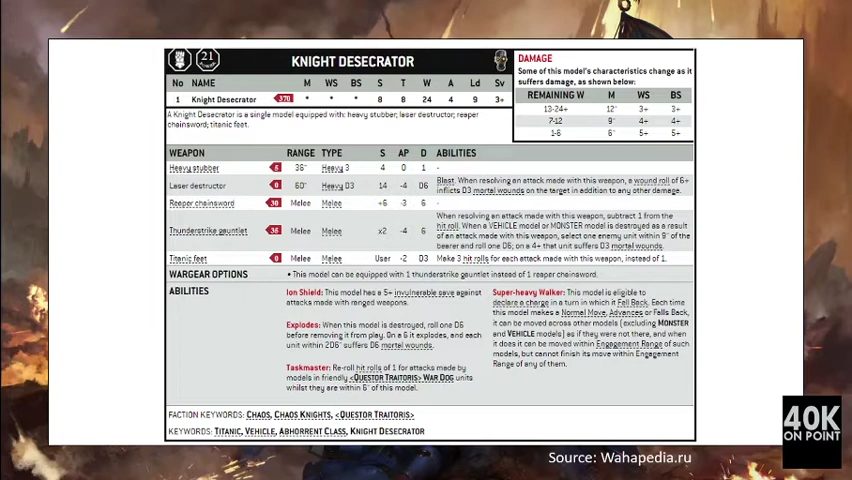 21
POWER
KNIGHT DESECRATOR
No NAME M WS BS S T W A Ld Sv
1 Knight Desecrator 370 * * * 8 8 24 4 9 3+
A Knight Desecrator is a single model equipped with: heavy stubber; laser destructor; reaper
chainsword; titanic feet.
DAMAGE
Some of this model's characteristics change as it
suffers damage, as shown below:
REMAINING W M WS BS
13-24+ 12" 3+ 3+
7-12 9" 4+ 4+
1-6 6" 5+ 5+
WEAPON RANGE TYPE S AP D ABILITIES
Heavy stubber 5 36" Heavy 3 4 0 1 -
Laser destructor 0 60" Heavy D3 14 -4 D6 Blast. When resolving an attack made with this weapon, a wound roll of 6+
inflicts D3 mortal wounds on the target in addition to any other damage.
Reaper chainsword 30 Melee Melee +6 -3 6 -
Thunderstrike gauntlet 35 Melee Melee x2 -4 6 When resolving an attack made with this weapon, subtract 1 from the
hit roll. When a VEHICLE model or MONSTER model is destroyed as a result
of an attack made with this weapon, select one enemy unit within 9" of the
bearer and roll one D6; on a 4+ that unit suffers D3 mortal wounds.
Titanic feet 0 Melee Melee User -2 D3 Make 3 hit rolls for each attack made with this weapon, instead of 1.
WARGEAR OPTIONS • This model can be equipped with 1 thunderstrike gauntlet instead of 1 reaper chainsword.
ABILITIES
Ion Shield: This model has a 5+ invulnerable save against
attacks made with ranged weapons.
Explodes: When this model is destroyed, roll one D6
before removing it from play. On a 6 it explodes, and each
unit within 2D6" suffers D6 mortal wounds.
Taskmaster: Re-roll hit rolls of 1 for attacks made by
models in friendly <QUESTOR TRAITORIS> WAR DOG units
whilst they are within 6" of this model.
Super-heavy Walker: This model is eligible to
declare a charge in a turn in which it Fell Back. Each time
this model makes a Normal Move, Advances or Falls Back,
it can be moved across other models (excluding MONSTER
and VEHICLE models) as if they were not there, and when
it does it can be moved within Engagement Range of such
models, but cannot finish its move within Engagement
Range of any of them.
FACTION KEYWORDS: CHAOS, CHAOS KNIGHTS, <QUESTOR TRAITORIS>
KEYWORDS: TITANIC, VEHICLE, ABHORRENT CLASS, KNIGHT DESECRATOR
40K
ON POINT
Source: Wahapedia.ru